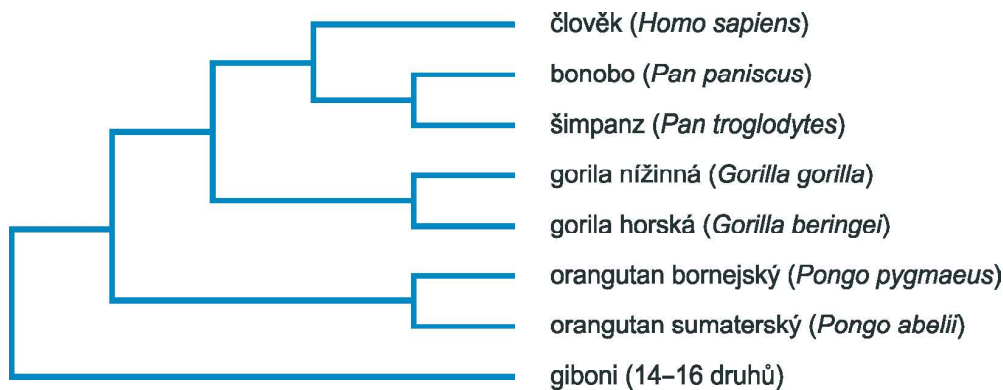 člověk (Homo sapiens)
bonobo (Pan paniscus)
šimpanz (Pan troglodytes)
gorila nížinná (Gorilla gorilla)
gorila horská (Gorilla beringei)
orangutan bornejský (Pongo pygmaeus)
orangutan sumaterský (Pongo abelii)
giboni (14–16 druhů)